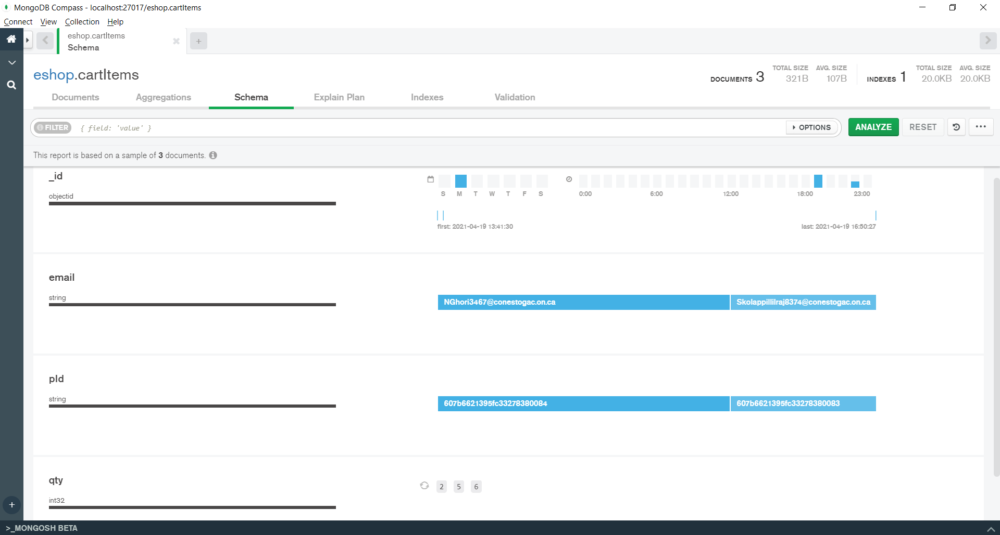 MongoDB Compass - localhost:27017/eshop.cartItems
Connect View Collection Help
eshop.cartItems
Schema
eshop.cartItems
DOCUMENTS 3 TOTAL SIZE 321B AVG. SIZE 107B INDEXES 1 TOTAL SIZE 20.0KB AVG. SIZE 20.0KB
Documents Aggregations Schema Explain Plan Indexes Validation
FILTER { field: 'value' } OPTIONS ANALYZE RESET ...
This report is based on a sample of 3 documents.
_id
objectid
S M T W T F S 0:00 6:00 12:00 18:00 23:00
first: 2021-04-19 13:41:30 last: 2021-04-19 16:50:27
email
string
NGhori3467@conestogac.on.ca Skolappillilraj8374@conestogac.on.ca
pId
string
607b6621395fc33278380084 607b6621395fc33278380083
qty
2 5 6
int32
>_MONGOSH BETA